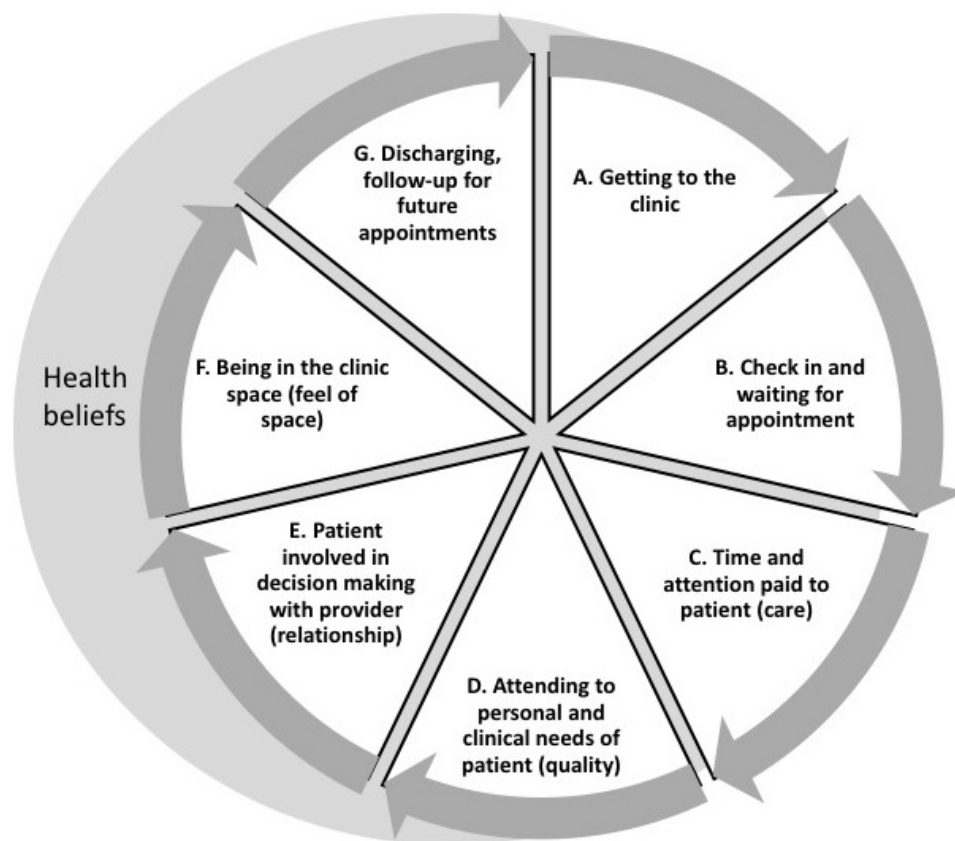 G. Discharging,
follow-up for
future
appointments
A. Getting to the
clinic
B. Check in and
waiting for
appointment
C. Time and
attention paid to
patient (care)
D. Attending to
personal and
clinical needs of
patient (quality)
E. Patient
involved in
decision making
with provider
(relationship)
F. Being in the clinic
space (feel of
space)
Health
beliefs